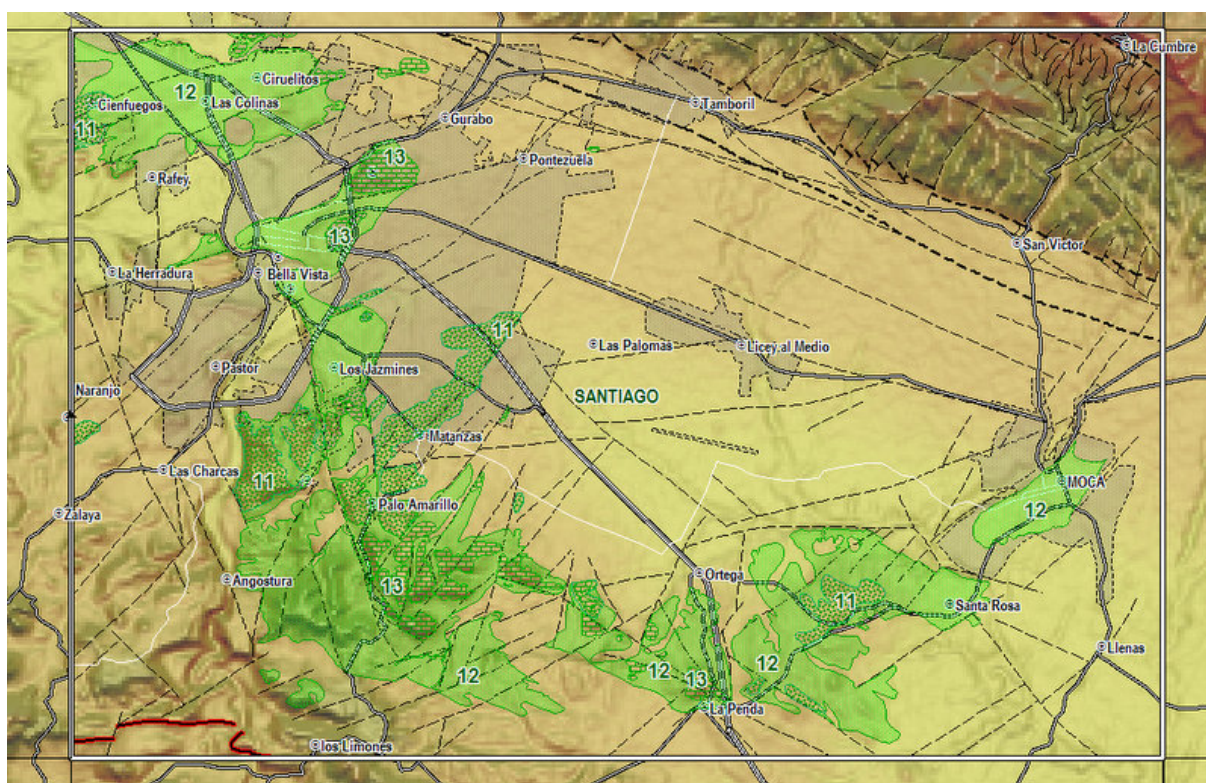 La Cumbre
Ciruelitos
12
Las Colinas
Cienfuegos
Tamboril
11
Gurabo
13
Pontezuela
Rafey
13
San Victor
La Herradura
Bella Vista
11
Las Palomas
Licey al Medio
Pastor
Los Jazmines
Naranjo
SANTIAGO
Matanzas
Las Charcas
11
MOCA
Palo Amarillo
Zalaya
12
Ortega
Angostura
13
11
Santa Rosa
Llenas
12
12
12
13
La Penda
los Limones